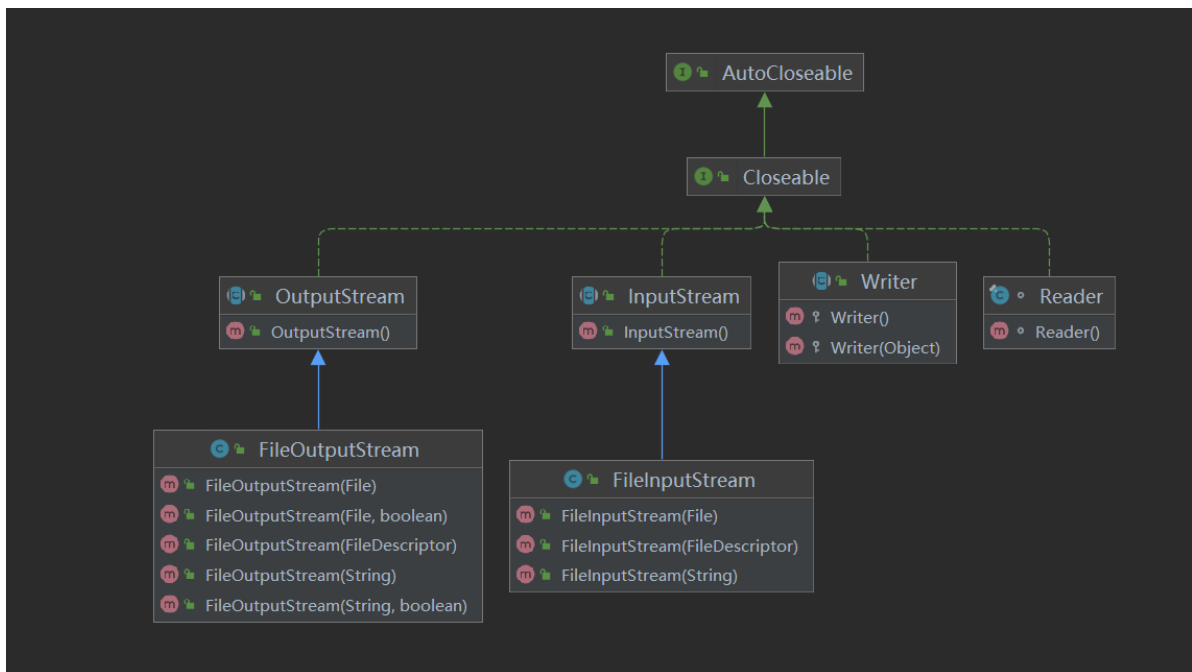 AutoCloseable
Closeable
OutputStream
OutputStream()
InputStream
InputStream()
Writer
Writer()
Writer(Object)
Reader
Reader()
FileOutputStream
FileOutputStream(File)
FileOutputStream(File, boolean)
FileOutputStream(FileDescriptor)
FileOutputStream(String)
FileOutputStream(String, boolean)
FileInputStream
FileInputStream(File)
FileInputStream(FileDescriptor)
FileInputStream(String)